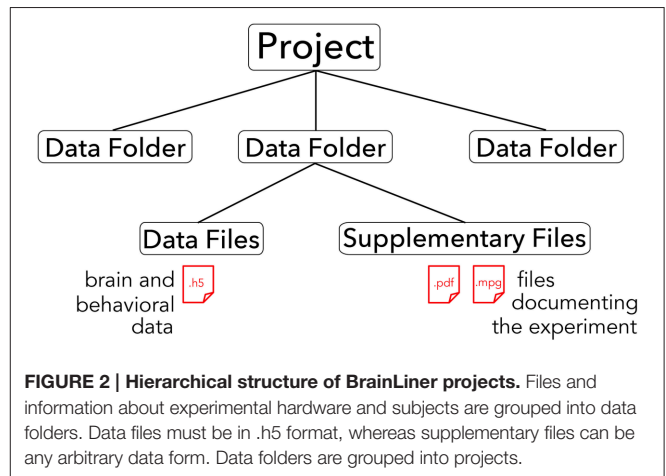 Project
Data Folder Data Folder Data Folder
Data Files Supplementary Files
brain and behavioral data .h5
.pdf .mpg files documenting the experiment
FIGURE 2 | Hierarchical structure of BrainLiner projects. Files and
information about experimental hardware and subjects are grouped into data
folders. Data files must be in .h5 format, whereas supplementary files can be
any arbitrary data form. Data folders are grouped into projects.